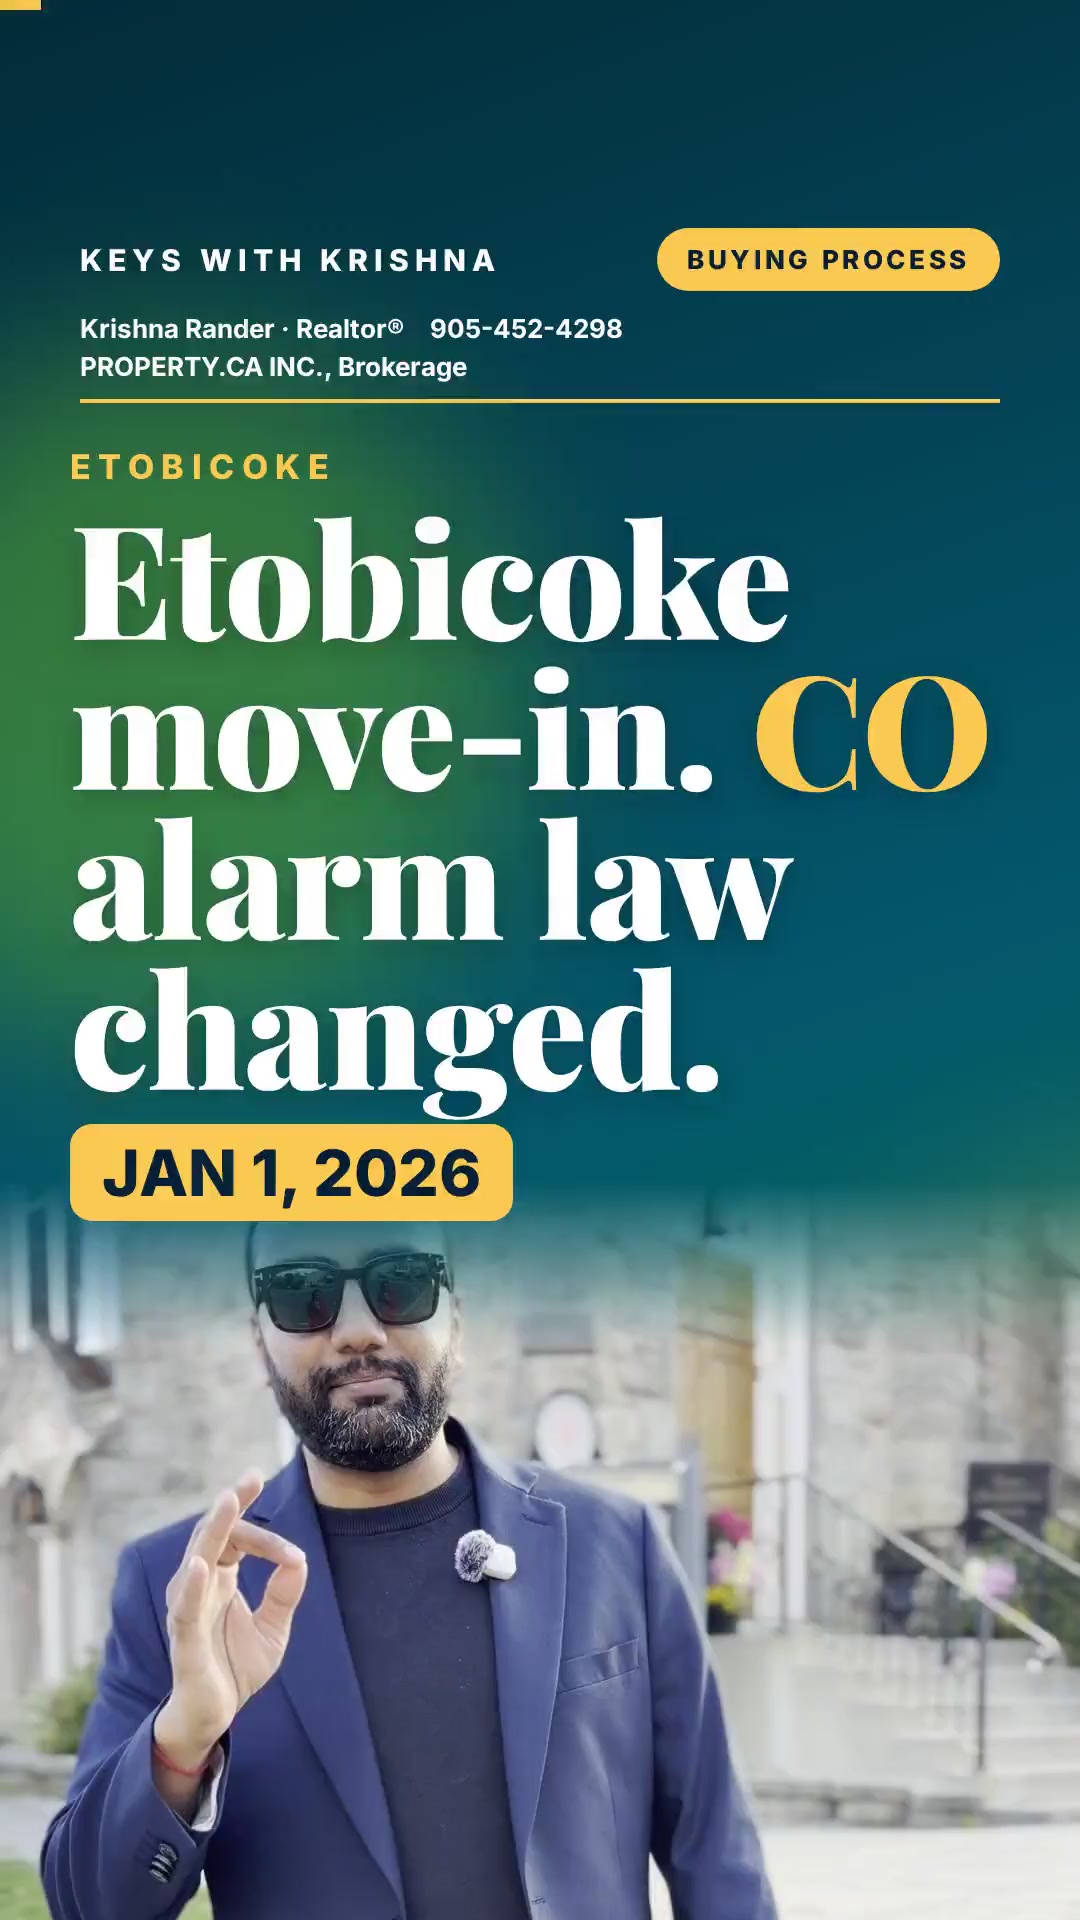 KEYS WITH KRISHNA
BUYING PROCESS
Krishna Rander · Realtor® 905-452-4298
PROPERTY.CA INC., Brokerage
ETOBICOKE
Etobicoke
move-in. CO
alarm law
changed.
JAN 1, 2026